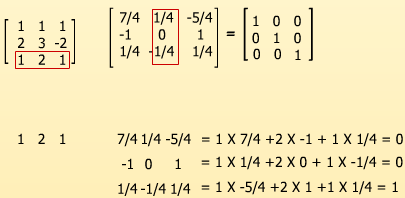 1 1 1 7/4 1/4 -5/4 1 0 0
2 3 -2 -1 0 1 = 0 1 0
1 2 1 1/4 -1/4 1/4 0 0 1
1 2 1 7/4 1/4 -5/4 = 1 X 7/4 +2 X -1 + 1 X 1/4 = 0
-1 0 1 = 1 X 1/4 +2 X 0 + 1 X -1/4 = 0
1/4 -1/4 1/4 = 1 X -5/4 +2 X 1 +1 X 1/4 = 1